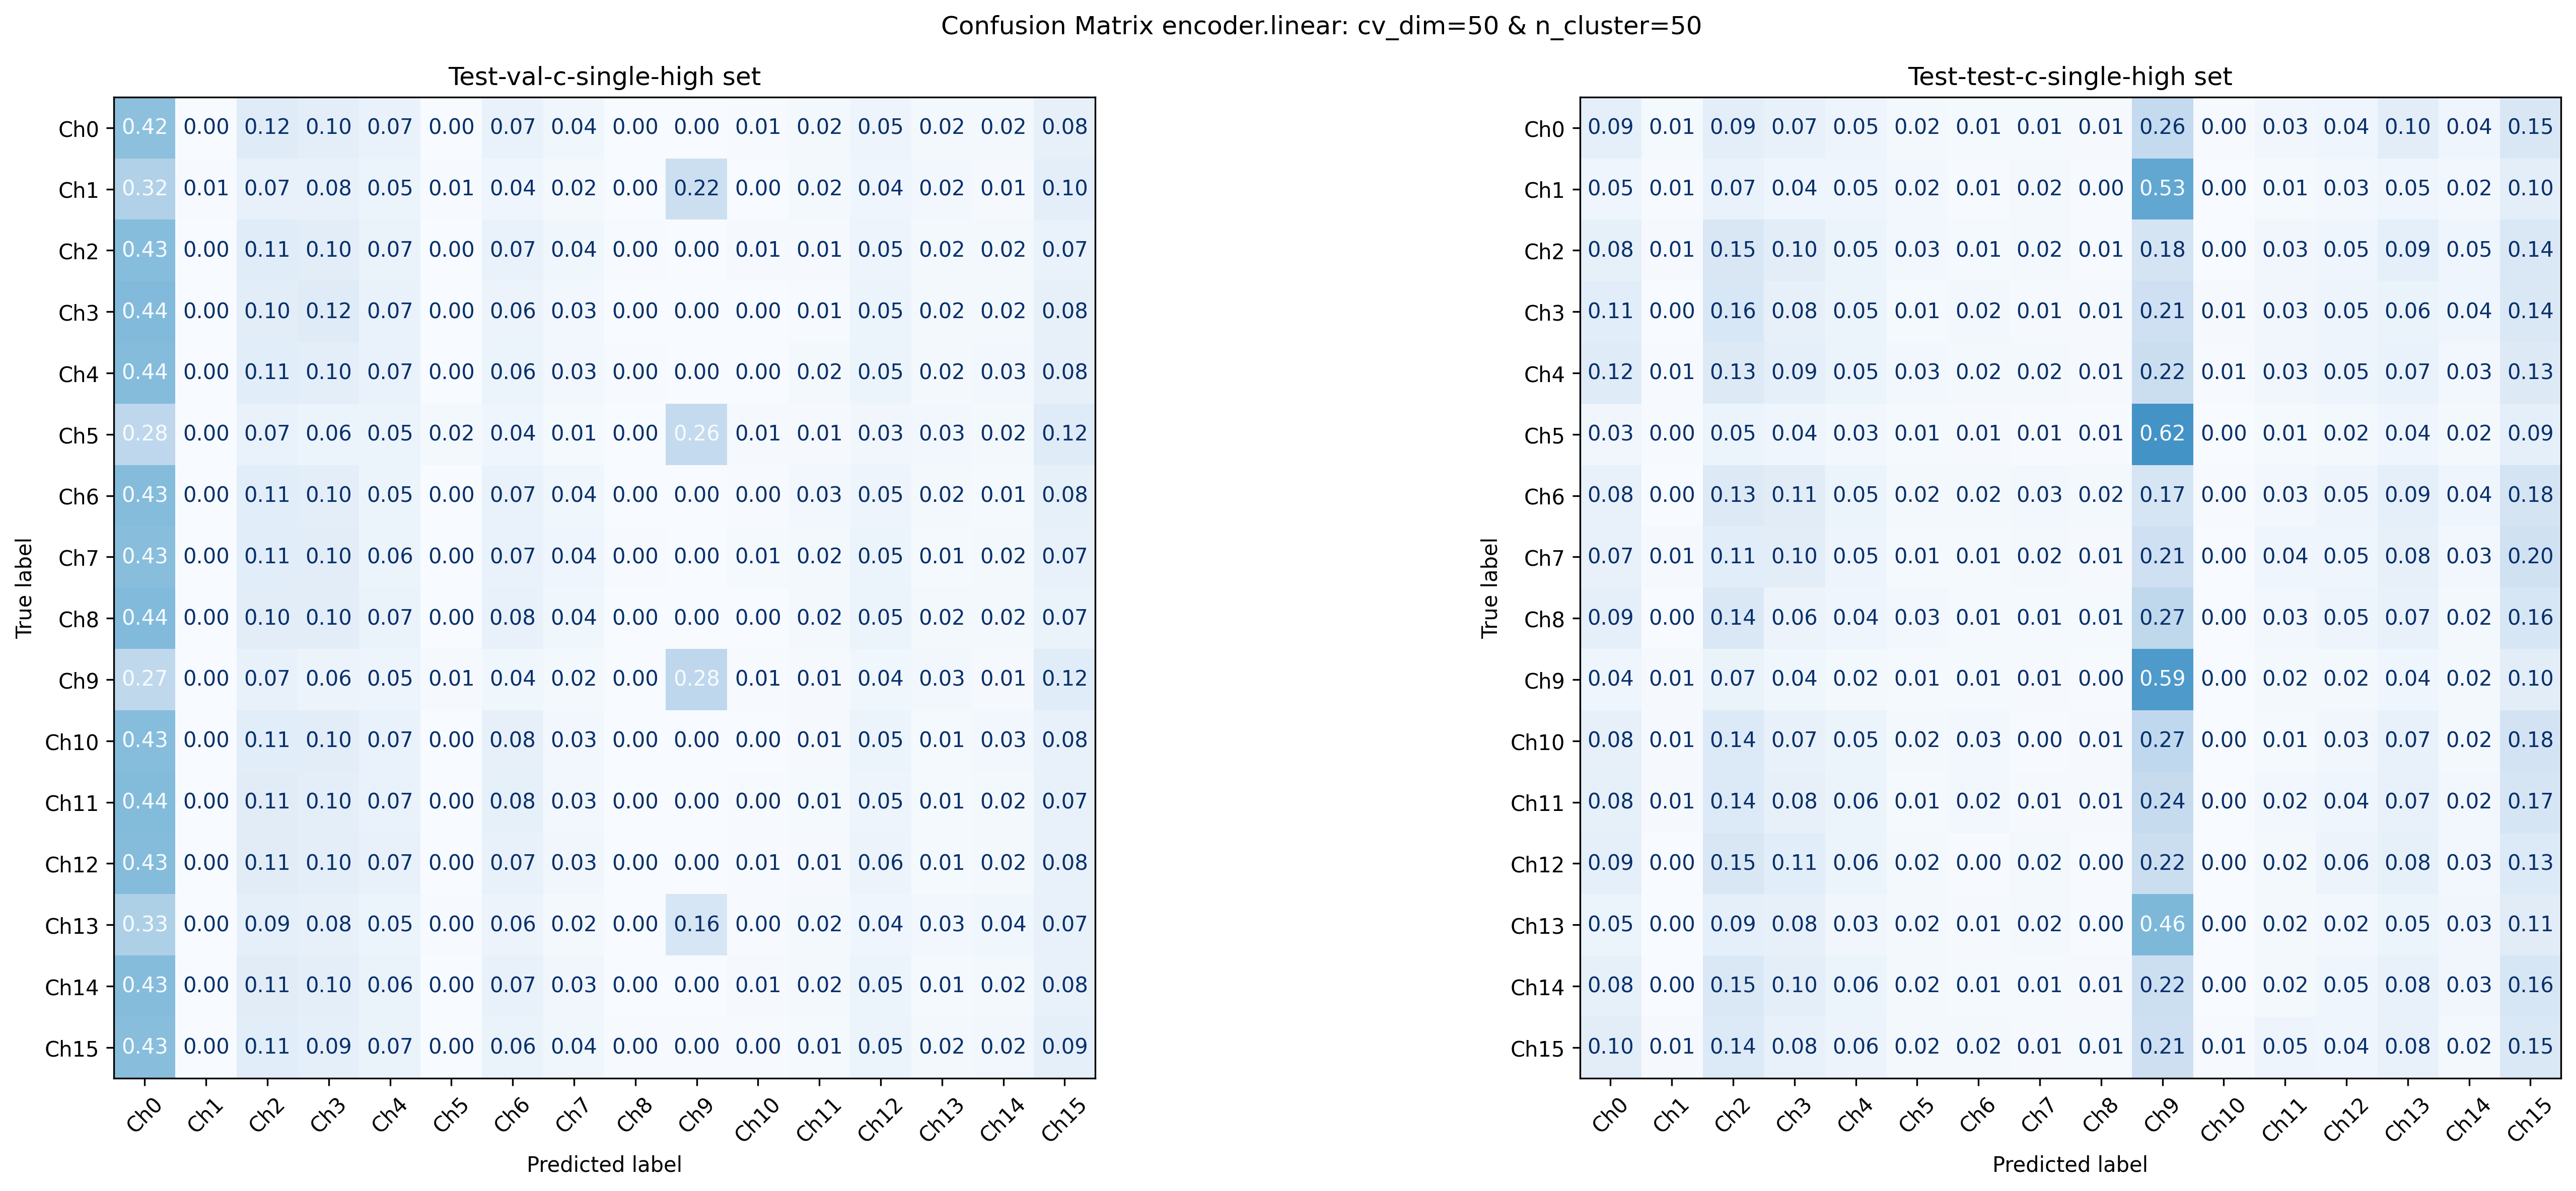 Confusion Matrix encoder.linear: cv_dim=50 & n_cluster=50
Test-val-c-single-high set
True label
Ch0 0.42 0.00 0.12 0.10 0.07 0.00 0.07 0.04 0.00 0.00 0.01 0.02 0.05 0.02 0.02 0.08
Ch1 0.32 0.01 0.07 0.08 0.05 0.01 0.04 0.02 0.00 0.22 0.00 0.02 0.04 0.02 0.01 0.10
Ch2 0.43 0.00 0.11 0.10 0.07 0.00 0.07 0.04 0.00 0.00 0.01 0.01 0.05 0.02 0.02 0.07
Ch3 0.44 0.00 0.10 0.12 0.07 0.00 0.06 0.03 0.00 0.00 0.00 0.01 0.05 0.02 0.02 0.08
Ch4 0.44 0.00 0.11 0.10 0.07 0.00 0.06 0.03 0.00 0.00 0.00 0.02 0.05 0.02 0.03 0.08
Ch5 0.28 0.00 0.07 0.06 0.05 0.02 0.04 0.01 0.00 0.26 0.01 0.01 0.03 0.03 0.02 0.12
Ch6 0.43 0.00 0.11 0.10 0.05 0.00 0.07 0.04 0.00 0.00 0.00 0.03 0.05 0.02 0.01 0.08
Ch7 0.43 0.00 0.11 0.10 0.06 0.00 0.07 0.04 0.00 0.00 0.01 0.02 0.05 0.01 0.02 0.07
Ch8 0.44 0.00 0.10 0.10 0.07 0.00 0.08 0.04 0.00 0.00 0.00 0.02 0.05 0.02 0.02 0.07
Ch9 0.27 0.00 0.07 0.06 0.05 0.01 0.04 0.02 0.00 0.28 0.01 0.01 0.04 0.03 0.01 0.12
Ch10 0.43 0.00 0.11 0.10 0.07 0.00 0.08 0.03 0.00 0.00 0.00 0.01 0.05 0.01 0.03 0.08
Ch11 0.44 0.00 0.11 0.10 0.07 0.00 0.08 0.03 0.00 0.00 0.00 0.01 0.05 0.01 0.02 0.07
Ch12 0.43 0.00 0.11 0.10 0.07 0.00 0.07 0.03 0.00 0.00 0.01 0.01 0.06 0.01 0.02 0.08
Ch13 0.33 0.00 0.09 0.08 0.05 0.00 0.06 0.02 0.00 0.16 0.00 0.02 0.04 0.03 0.04 0.07
Ch14 0.43 0.00 0.11 0.10 0.06 0.00 0.07 0.03 0.00 0.00 0.01 0.02 0.05 0.01 0.02 0.08
Ch15 0.43 0.00 0.11 0.09 0.07 0.00 0.06 0.04 0.00 0.00 0.00 0.01 0.05 0.02 0.02 0.09
Ch0 Ch1 Ch2 Ch3 Ch4 Ch5 Ch6 Ch7 Ch8 Ch9 Ch10 Ch11 Ch12 Ch13 Ch14 Ch15
Predicted label
Test-test-c-single-high set
True label
Ch0 0.09 0.01 0.09 0.07 0.05 0.02 0.01 0.01 0.01 0.26 0.00 0.03 0.04 0.10 0.04 0.15
Ch1 0.05 0.01 0.07 0.04 0.05 0.02 0.01 0.02 0.00 0.53 0.00 0.01 0.03 0.05 0.02 0.10
Ch2 0.08 0.01 0.15 0.10 0.05 0.03 0.01 0.02 0.01 0.18 0.00 0.03 0.05 0.09 0.05 0.14
Ch3 0.11 0.00 0.16 0.08 0.05 0.01 0.02 0.01 0.01 0.21 0.01 0.03 0.05 0.06 0.04 0.14
Ch4 0.12 0.01 0.13 0.09 0.05 0.03 0.02 0.02 0.01 0.22 0.01 0.03 0.05 0.07 0.03 0.13
Ch5 0.03 0.00 0.05 0.04 0.03 0.01 0.01 0.01 0.01 0.62 0.00 0.01 0.02 0.04 0.02 0.09
Ch6 0.08 0.00 0.13 0.11 0.05 0.02 0.02 0.03 0.02 0.17 0.00 0.03 0.05 0.09 0.04 0.18
Ch7 0.07 0.01 0.11 0.10 0.05 0.01 0.01 0.02 0.01 0.21 0.00 0.04 0.05 0.08 0.03 0.20
Ch8 0.09 0.00 0.14 0.06 0.04 0.03 0.01 0.01 0.01 0.27 0.00 0.03 0.05 0.07 0.02 0.16
Ch9 0.04 0.01 0.07 0.04 0.02 0.01 0.01 0.01 0.00 0.59 0.00 0.02 0.02 0.04 0.02 0.10
Ch10 0.08 0.01 0.14 0.07 0.05 0.02 0.03 0.00 0.01 0.27 0.00 0.01 0.03 0.07 0.02 0.18
Ch11 0.08 0.01 0.14 0.08 0.06 0.01 0.02 0.01 0.01 0.24 0.00 0.02 0.04 0.07 0.02 0.17
Ch12 0.09 0.00 0.15 0.11 0.06 0.02 0.00 0.02 0.00 0.22 0.00 0.02 0.06 0.08 0.03 0.13
Ch13 0.05 0.00 0.09 0.08 0.03 0.02 0.01 0.02 0.00 0.46 0.00 0.02 0.02 0.05 0.03 0.11
Ch14 0.08 0.00 0.15 0.10 0.06 0.02 0.01 0.01 0.01 0.22 0.00 0.02 0.05 0.08 0.03 0.16
Ch15 0.10 0.01 0.14 0.08 0.06 0.02 0.02 0.01 0.01 0.21 0.01 0.05 0.04 0.08 0.02 0.15
Ch0 Ch1 Ch2 Ch3 Ch4 Ch5 Ch6 Ch7 Ch8 Ch9 Ch10 Ch11 Ch12 Ch13 Ch14 Ch15
Predicted label